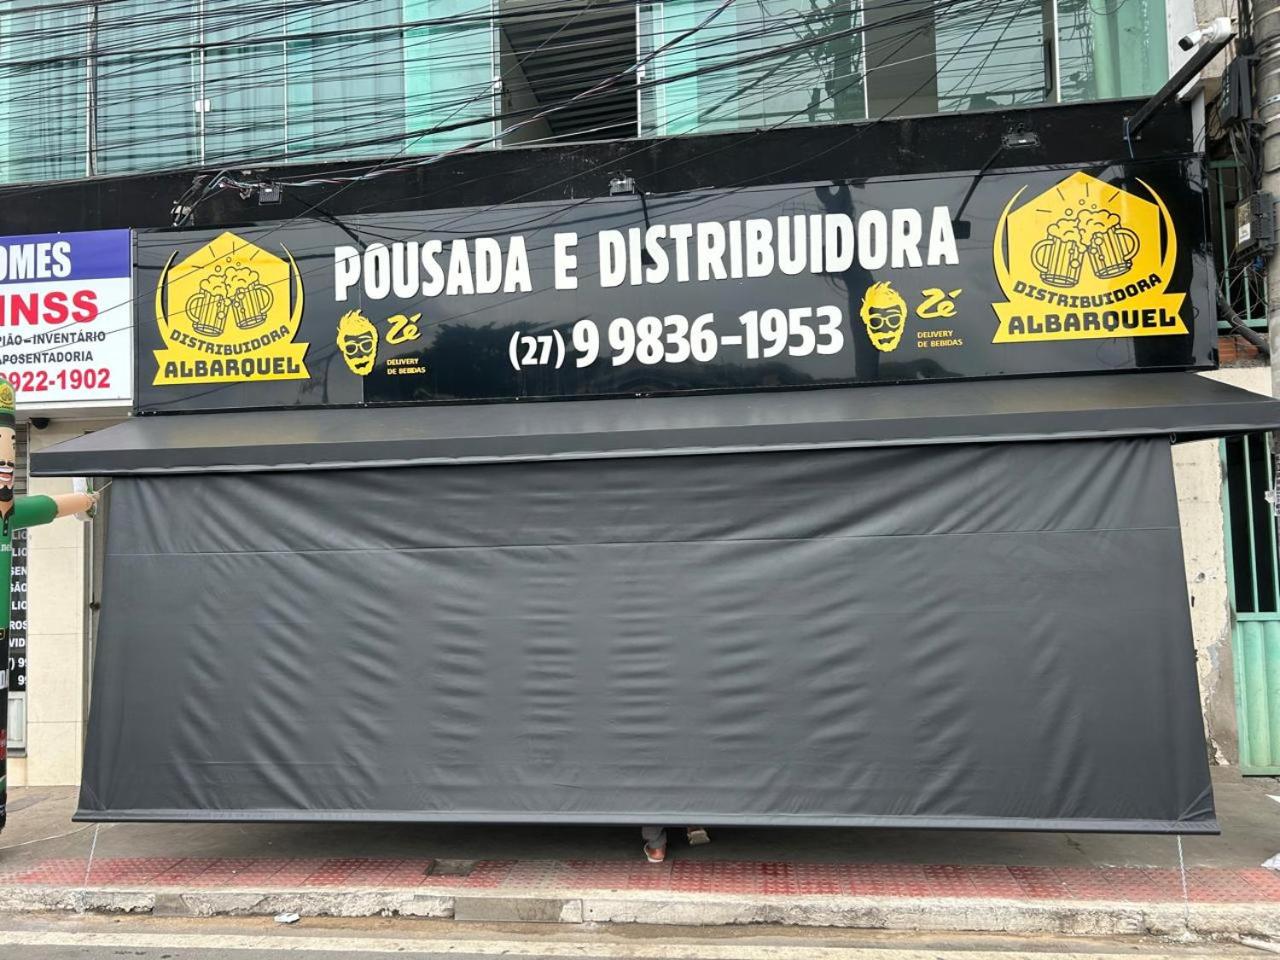 OMES
INSS
PIÃO-INVENTÁRIO
APOSENTADORIA
9922-1902
DISTRIBUIDORA
ALBARQUEL
POUSADA E DISTRIBUIDORA
Zé
DELIVERY
DE BEBIDAS
(27) 9 9836-1953
Zé
DELIVERY
DE BEBIDAS
DISTRIBUIDORA
ALBARQUEL